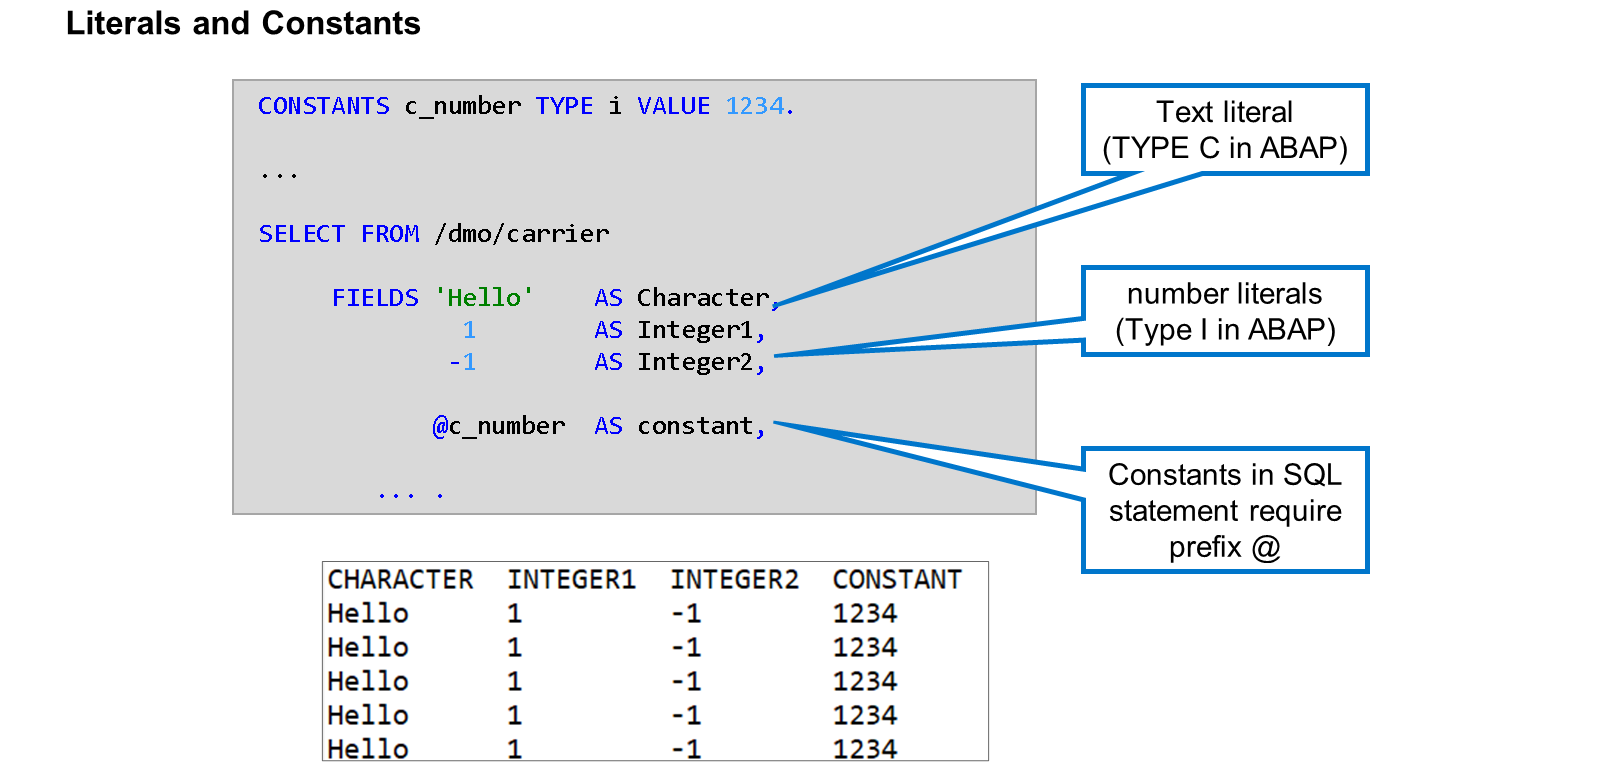 Literals and Constants
CONSTANTS c_number TYPE i VALUE 1234.
...
SELECT FROM /dmo/carrier
FIELDS 'Hello' AS Character,
1 AS Integer1,
-1 AS Integer2,
@c_number AS constant,
... .
Text literal
(TYPE C in ABAP)
number literals
(Type I in ABAP)
Constants in SQL
statement require
prefix @
CHARACTER INTEGER1 INTEGER2 CONSTANT
Hello 1 -1 1234
Hello 1 -1 1234
Hello 1 -1 1234
Hello 1 -1 1234
Hello 1 -1 1234